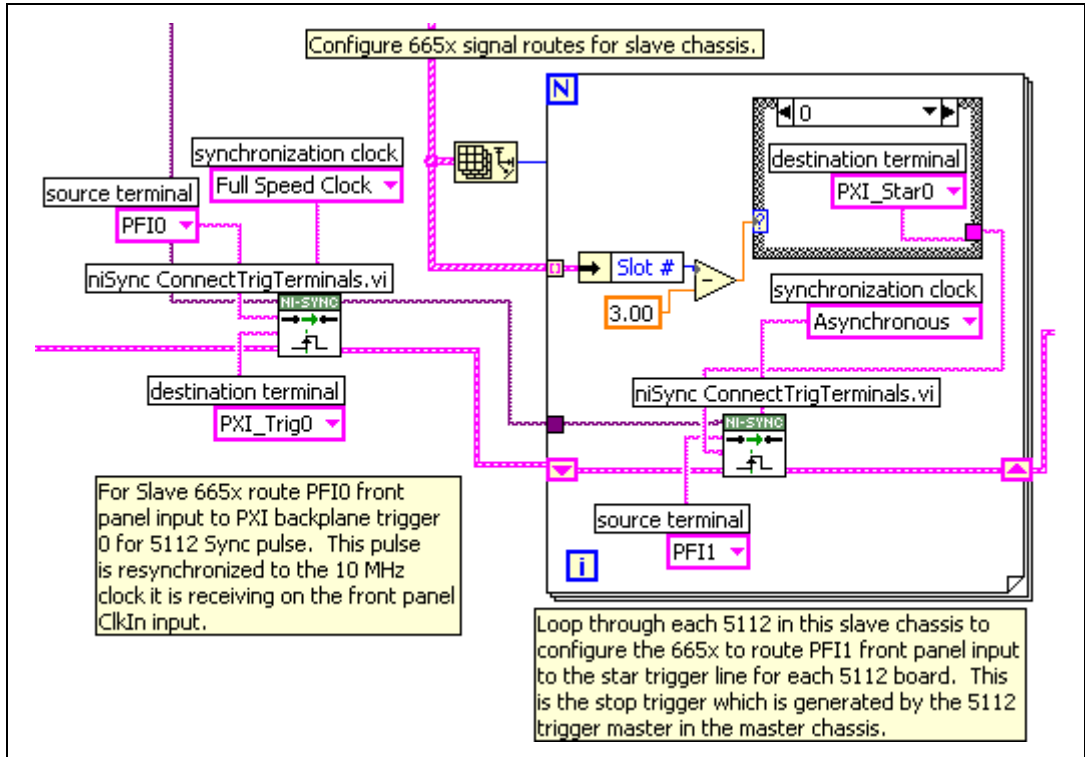 Configure 665x signal routes for slave chassis.
N
0
synchronization clock
Full Speed Clock
destination terminal
PXI_Star0
source terminal
PFI0
?
niSync ConnectTrigTerminals.vi
NI-SYNC
[]
Slot #
-
3.00
synchronization clock
Asynchronous
destination terminal
PXI_Trig0
niSync ConnectTrigTerminals.vi
NI-SYNC
source terminal
PFI1
i
For Slave 665x route PFI0 front
panel input to PXI backplane trigger
0 for 5112 Sync pulse.  This pulse
is resynchronized to the 10 MHz
clock it is receiving on the front panel
ClkIn input.
Loop through each 5112 in this slave chassis to
configure the 665x to route PFI1 front panel input
to the star trigger line for each 5112 board.  This
is the stop trigger which is generated by the 5112
trigger master in the master chassis.